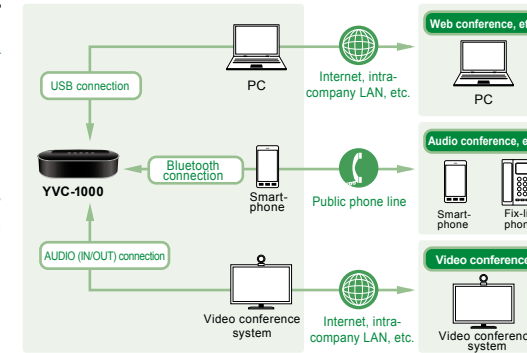 Web conference, et
USB connection
PC
Internet, intra-
company LAN, etc.
PC
Audio conference, e
Bluetooth
connection
YVC-1000
Smart-
phone
Public phone line
Smart-
phone
Fix-li
phon
AUDIO (IN/OUT) connection
Video conference
Video conference
system
Internet, intra-
company LAN, etc.
Video conferenc
system